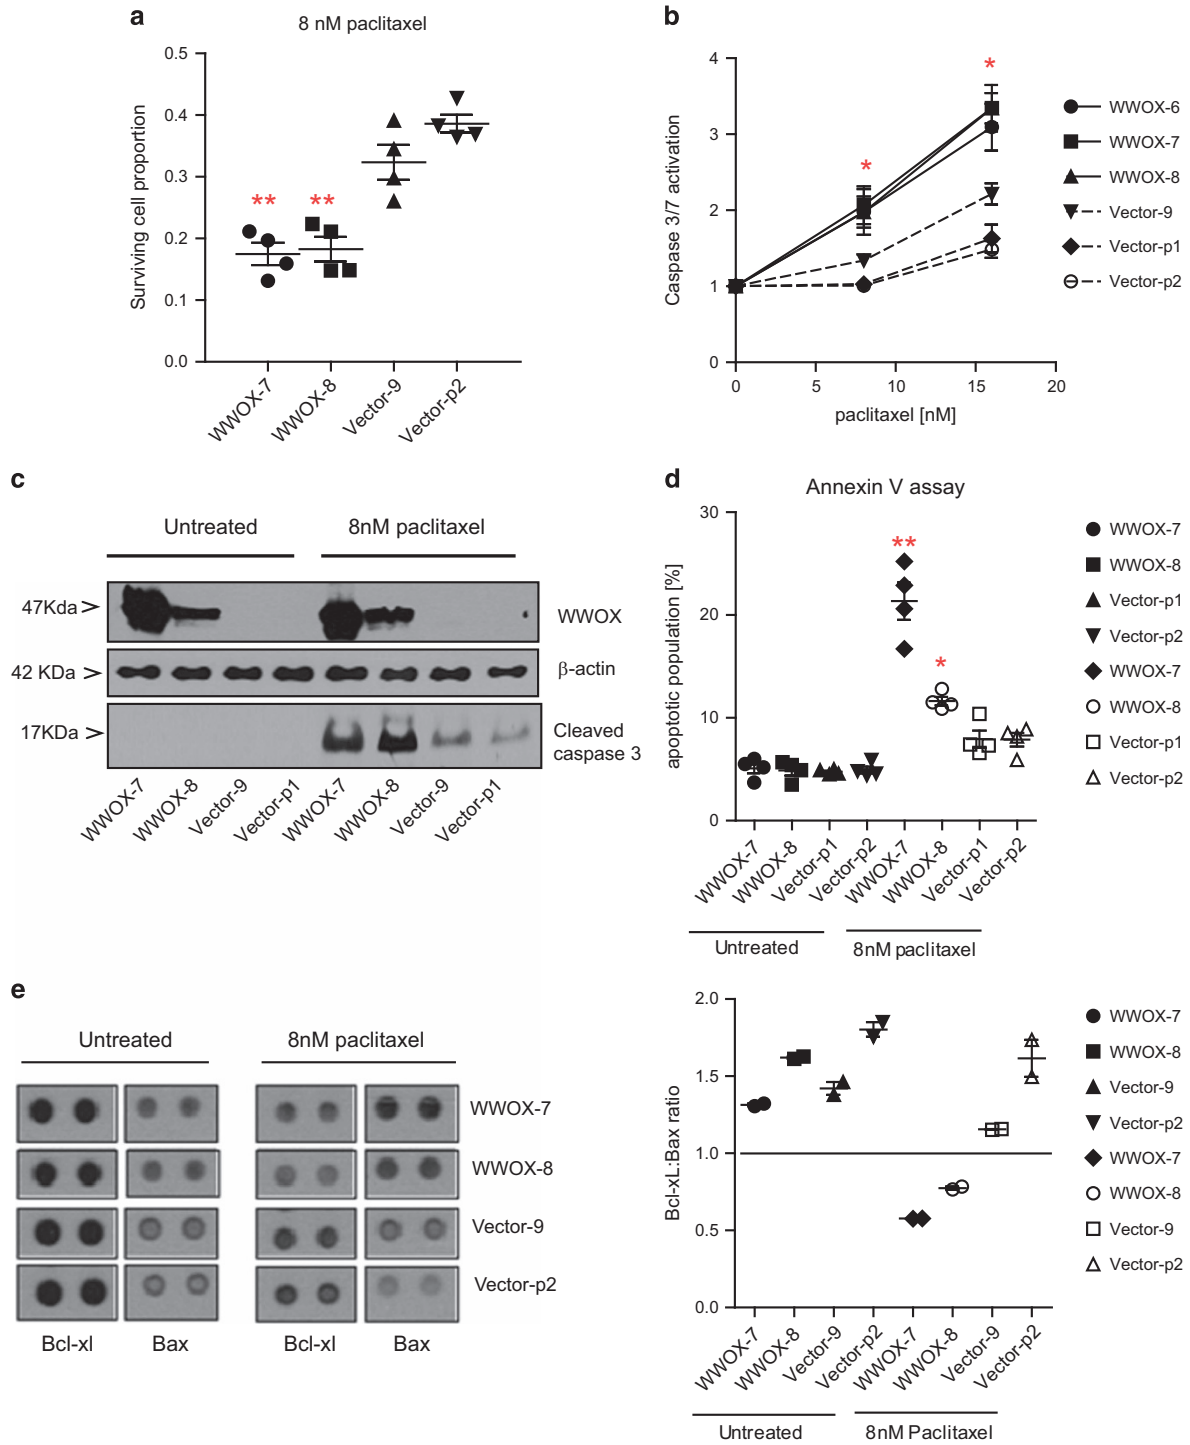 a
8 nM paclitaxel
Surviving cell proportion
0.5
0.4
0.3
0.2
0.1
0.0
** **
WWOX-7
WWOX-8
Vector-9
Vector-p2
b
Caspase 3/7 activation
4
3
2
1
0
*
*
0 5 10 15 20
paclitaxel [nM]
WWOX-6
WWOX-7
WWOX-8
Vector-9
Vector-p1
Vector-p2
c
Untreated 8nM paclitaxel
47Kda > WWOX
42 KDa > β-actin
17KDa > Cleaved
caspase 3
WWOX-7
WWOX-8
Vector-9
Vector-p1
WWOX-7
WWOX-8
Vector-9
Vector-p1
d
Annexin V assay
apoptotic population [%]
30
20
10
0
**
*
WWOX-7
WWOX-8
Vector-p1
Vector-p2
WWOX-7
WWOX-8
Vector-p1
Vector-p2
Untreated 8nM paclitaxel
WWOX-7
WWOX-8
Vector-p1
Vector-p2
WWOX-7
WWOX-8
Vector-p1
Vector-p2
e
Untreated 8nM paclitaxel
WWOX-7
WWOX-8
Vector-9
Vector-p2
Bcl-xl Bax Bcl-xl Bax
Bcl-xL:Bax ratio
2.0
1.5
1.0
0.5
0.0
WWOX-7
WWOX-8
Vector-9
Vector-p2
WWOX-7
WWOX-8
Vector-9
Vector-p2
Untreated 8nM Paclitaxel
WWOX-7
WWOX-8
Vector-9
Vector-p2
WWOX-7
WWOX-8
Vector-9
Vector-p2